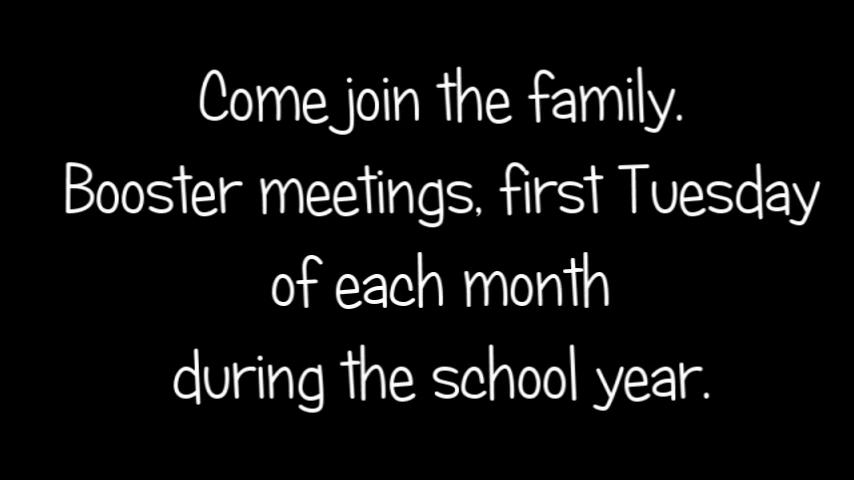 Come join the family.
Booster meetings, first Tuesday
of each month
during the school year.